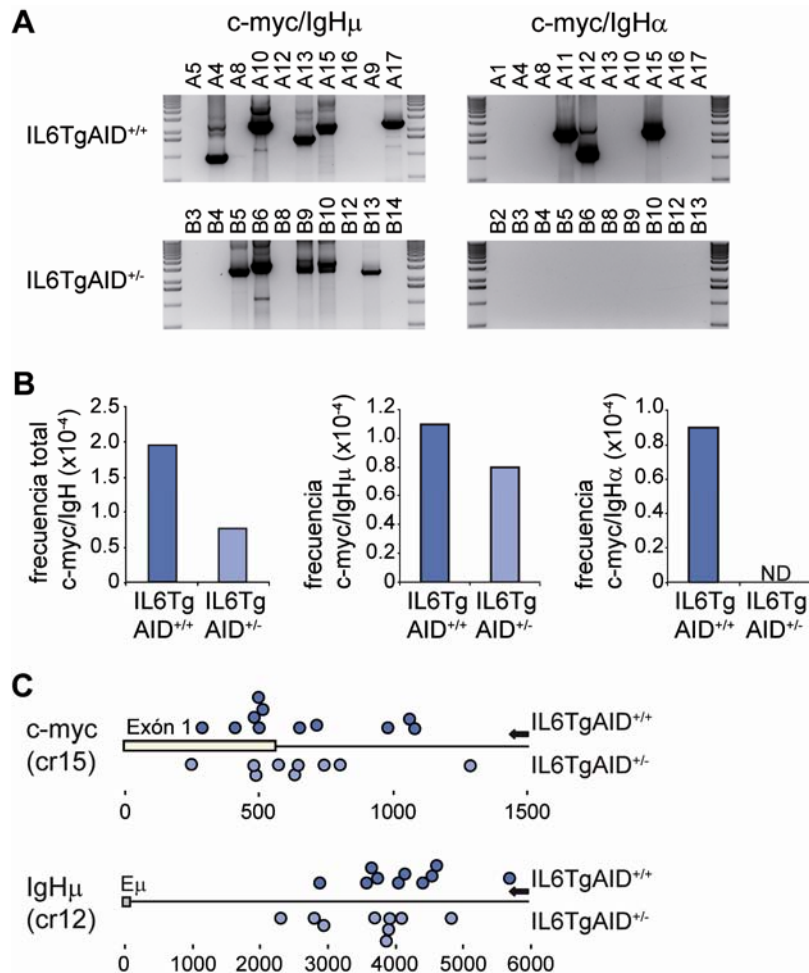 A
c-myc/IgHμ
c-myc/IgHα
A5 A4 A8 A10 A12 A13 A15 A16 A9 A17
A1 A4 A8 A11 A12 A13 A10 A15 A16 A17
IL6TgAID+/+
B3 B4 B5 B6 B8 B9 B10 B12 B13 B14
B2 B3 B4 B5 B6 B8 B9 B10 B12 B13
IL6TgAID+/-
B
frecuencia total
c-myc/IgH (x10-4)
2.5
2.0
1.5
1.0
0.5
0
IL6Tg IL6Tg
AID+/+ AID+/-
frecuencia
c-myc/IgHμ (x10-4)
1.2
1.0
0.8
0.6
0.4
0.2
0
IL6Tg IL6Tg
AID+/+ AID+/-
frecuencia
c-myc/IgHα (x10-4)
1.0
0.8
0.6
0.4
0.2
0
ND
IL6Tg IL6Tg
AID+/+ AID+/-
C
c-myc
(cr15)
Exón 1
IL6TgAID+/+
IL6TgAID+/-
0 500 1000 1500
IgHμ
(cr12)
Eμ
IL6TgAID+/+
IL6TgAID+/-
0 1000 2000 3000 4000 5000 6000